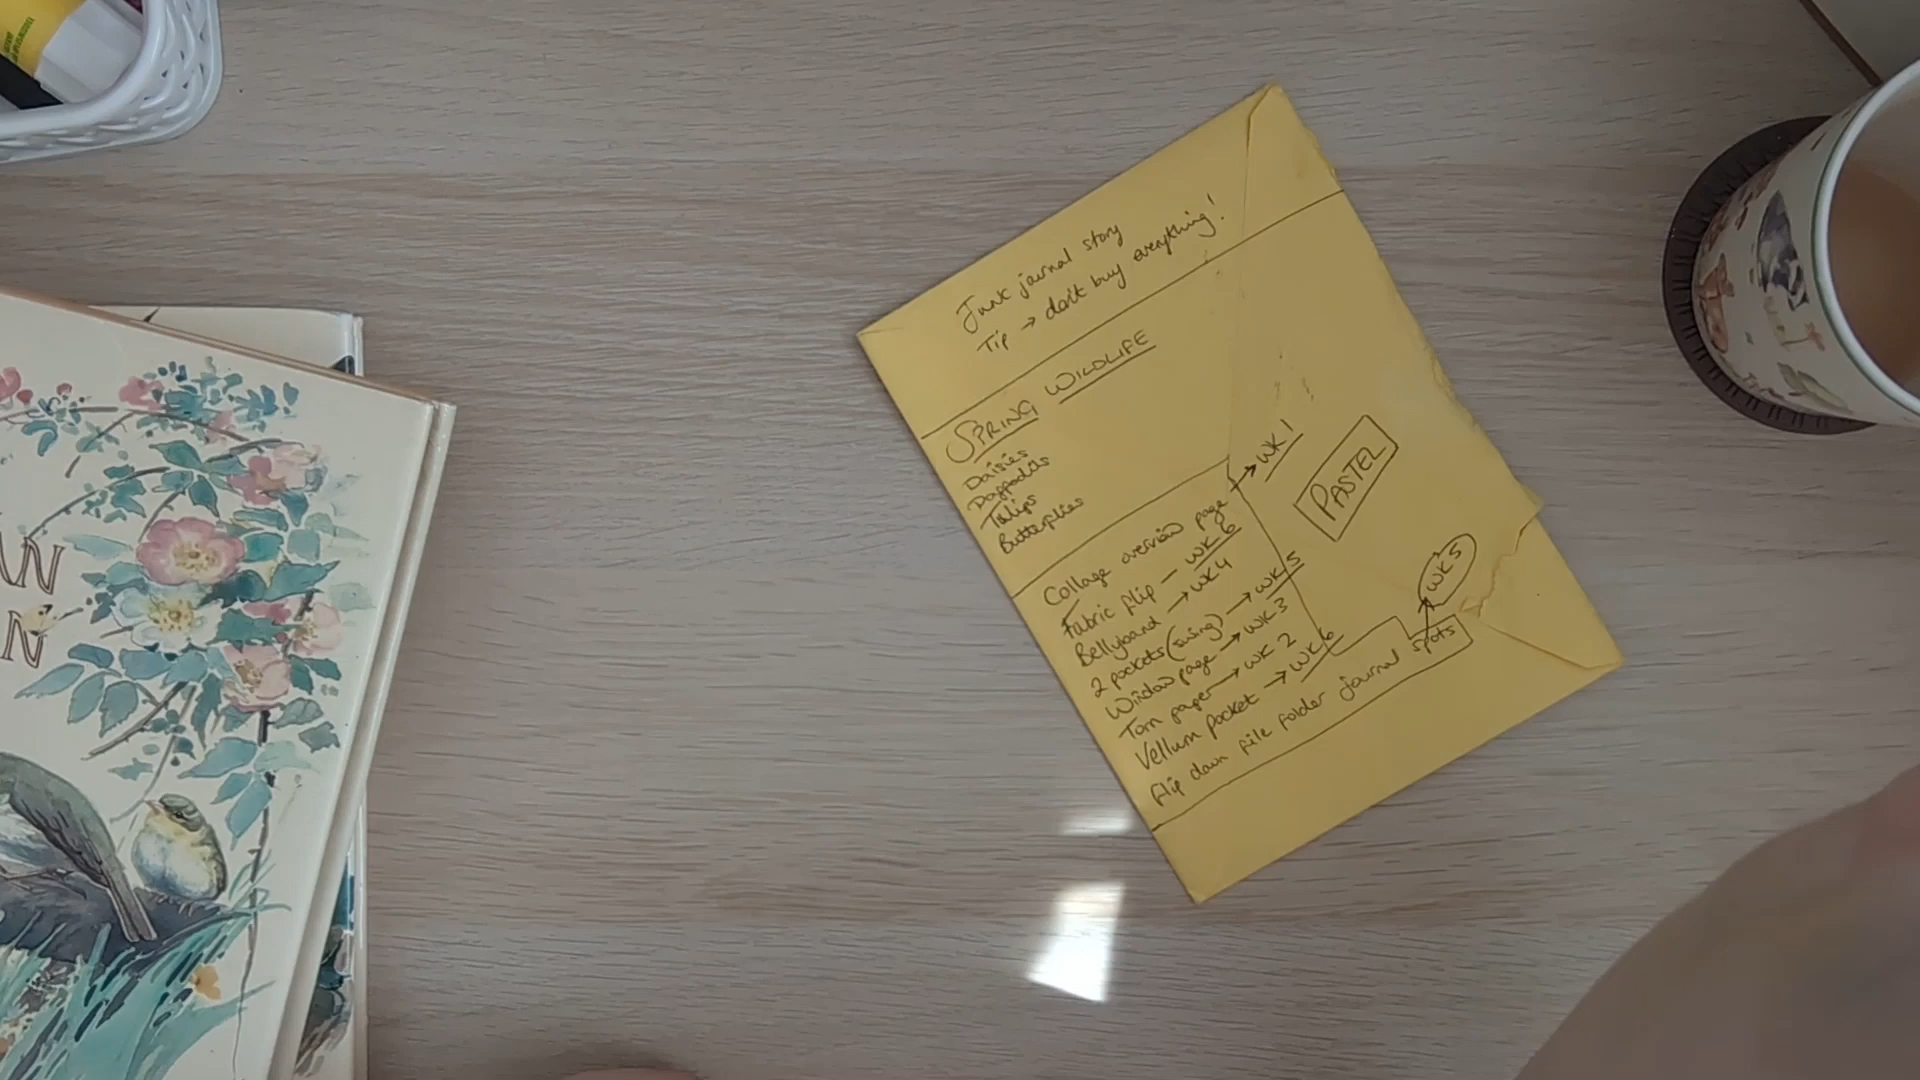 Junk journal story
Tip → don't buy everything!
SPRING WILDLIFE
Daisies
Daffodils
Tulips
Butterflies
PASTEL
Collage overview page → WK1
Fabric flip – WK6
Bellyband → WK4
2 pockets (swing) → WK5
Window page → WK3
Torn paper → WK 2
Vellum pocket → WK6
flip down file folder journal spots → WK5
AN
N